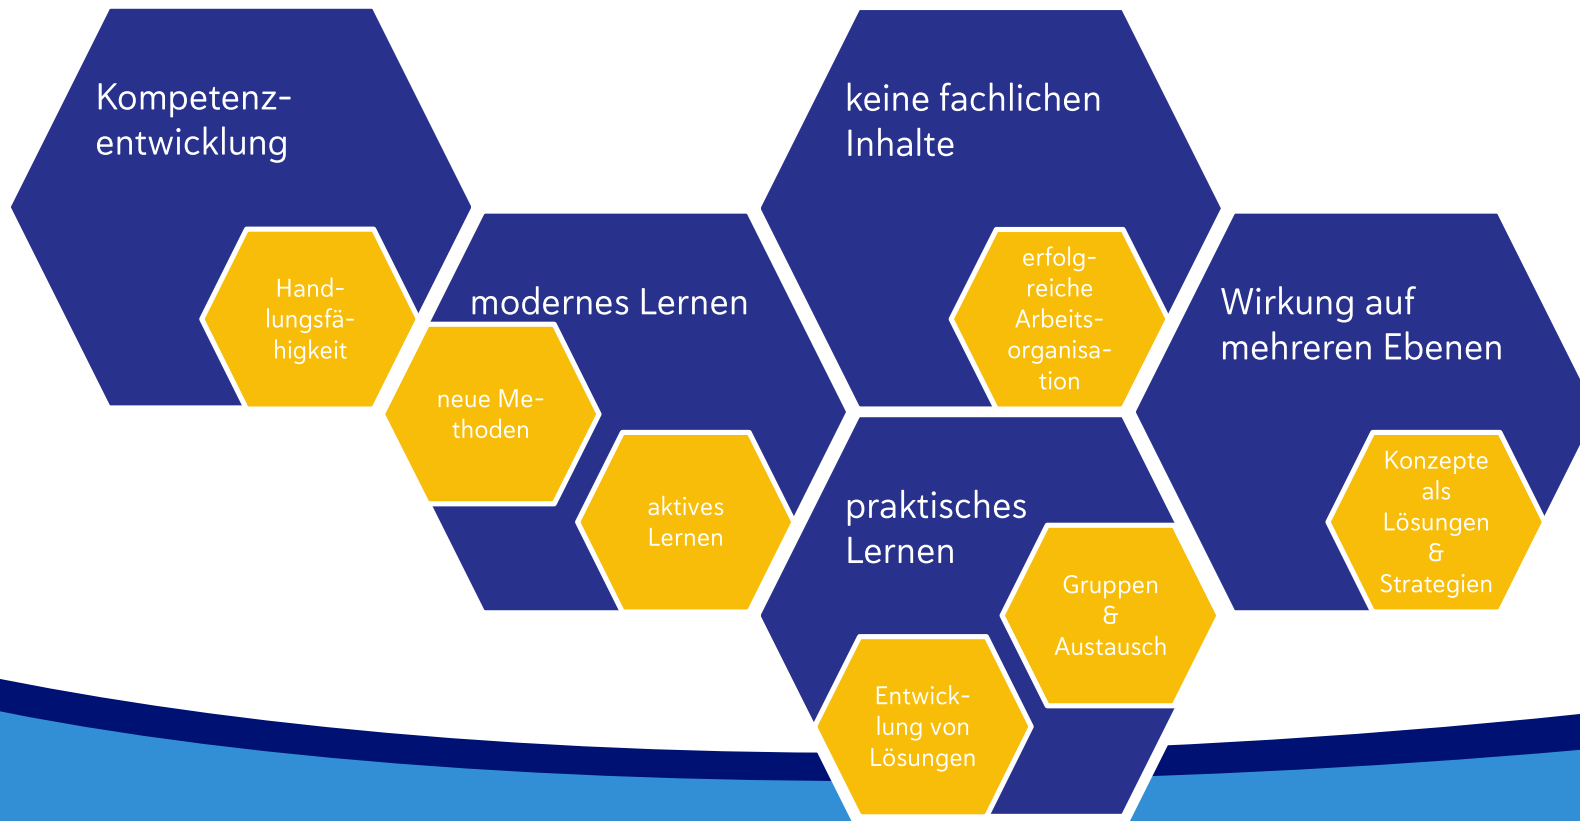 Kompetenz-
entwicklung
Hand-
lungsfä-
higkeit
modernes Lernen
neue Me-
thoden
aktives
Lernen
keine fachlichen
Inhalte
erfolg-
reiche
Arbeits-
organisa-
tion
praktisches
Lernen
Gruppen
&
Austausch
Entwick-
lung von
Lösungen
Wirkung auf
mehreren Ebenen
Konzepte
als
Lösungen
&
Strategien